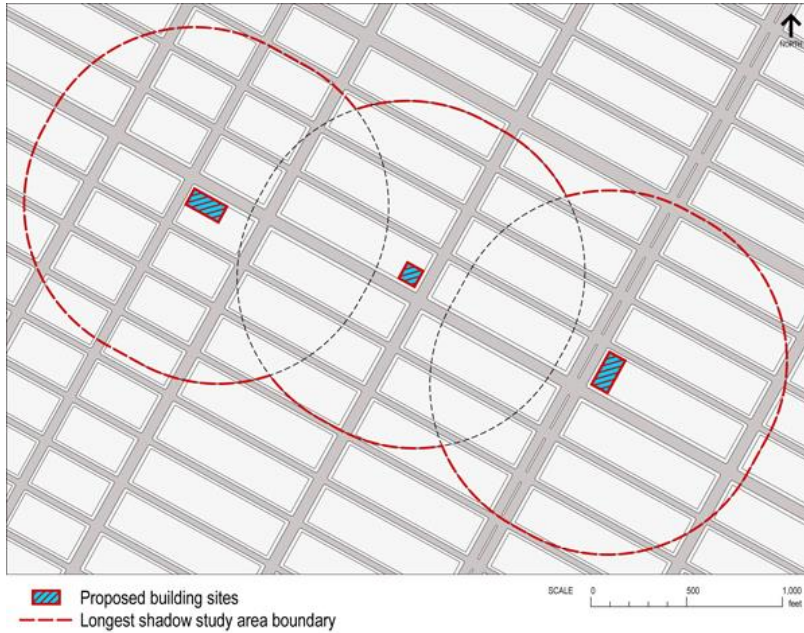 NORTH
Proposed building sites
Longest shadow study area boundary
SCALE 0 500 1,000
feet